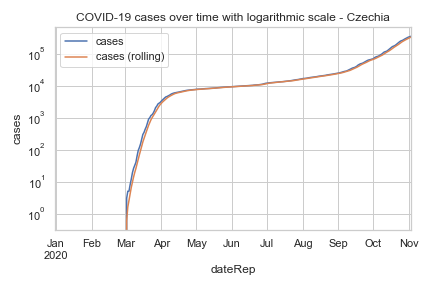 COVID-19 cases over time with logarithmic scale - Czechia
cases
cases (rolling)
10⁵
10⁴
10³
10²
10¹
10⁰
cases
Jan Feb Mar Apr May Jun Jul Aug Sep Oct Nov
2020
dateRep